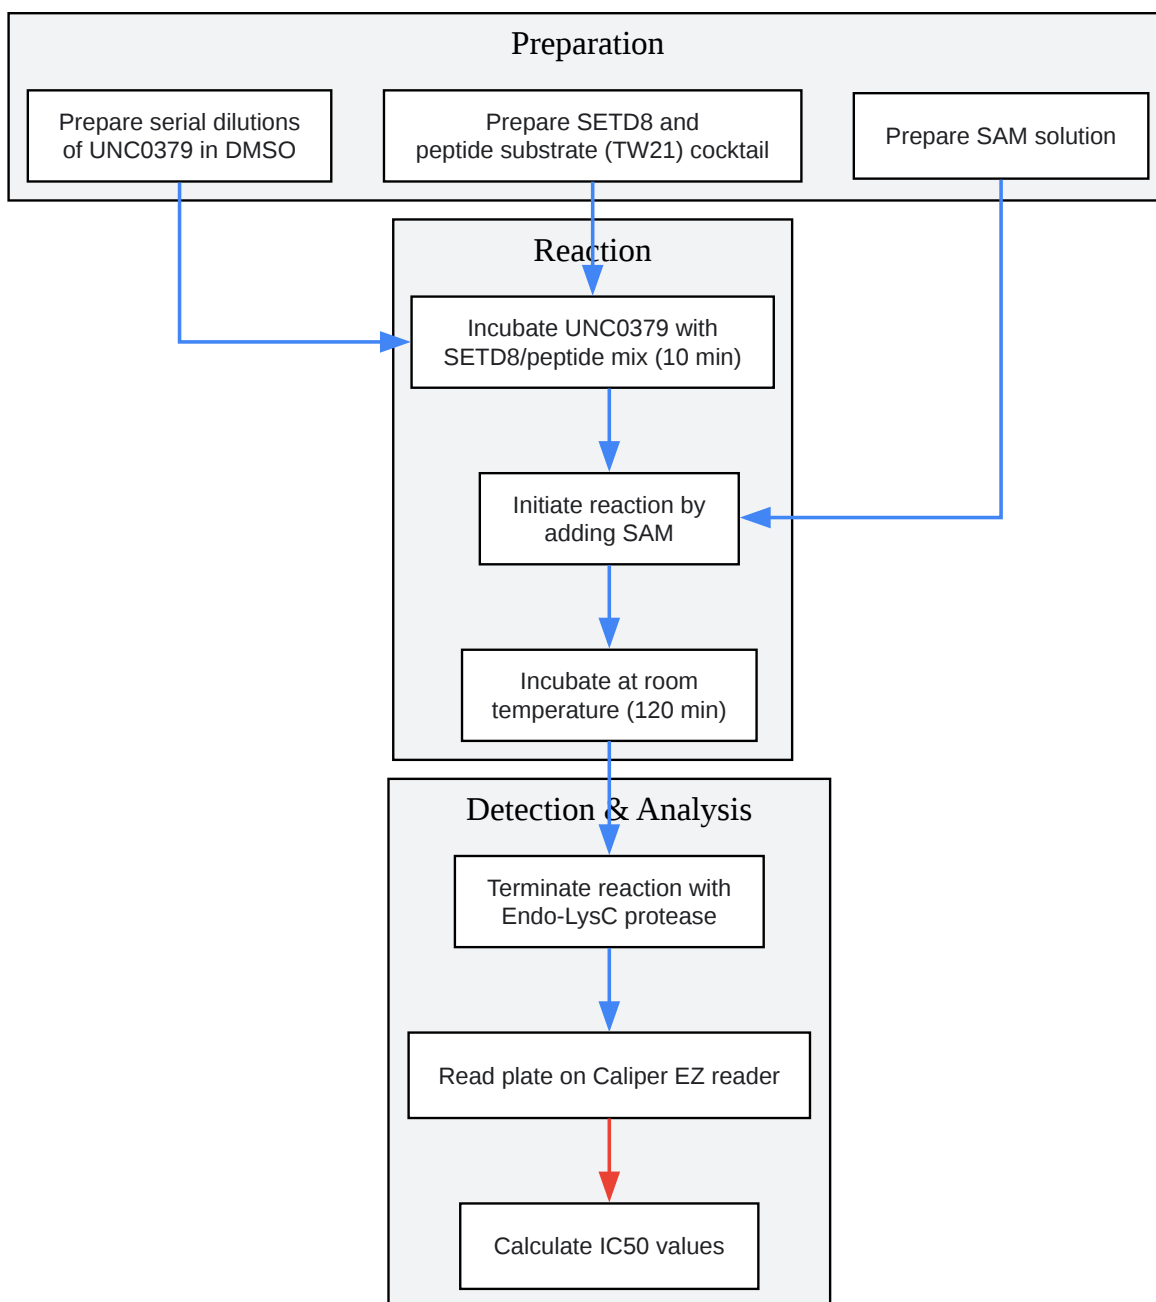 Preparation
Prepare serial dilutions
of UNC0379 in DMSO
Prepare SETD8 and
peptide substrate (TW21) cocktail
Prepare SAM solution
Reaction
Incubate UNC0379 with
SETD8/peptide mix (10 min)
Initiate reaction by
adding SAM
Incubate at room
temperature (120 min)
Detection & Analysis
Terminate reaction with
Endo-LysC protease
Read plate on Caliper EZ reader
Calculate IC50 values